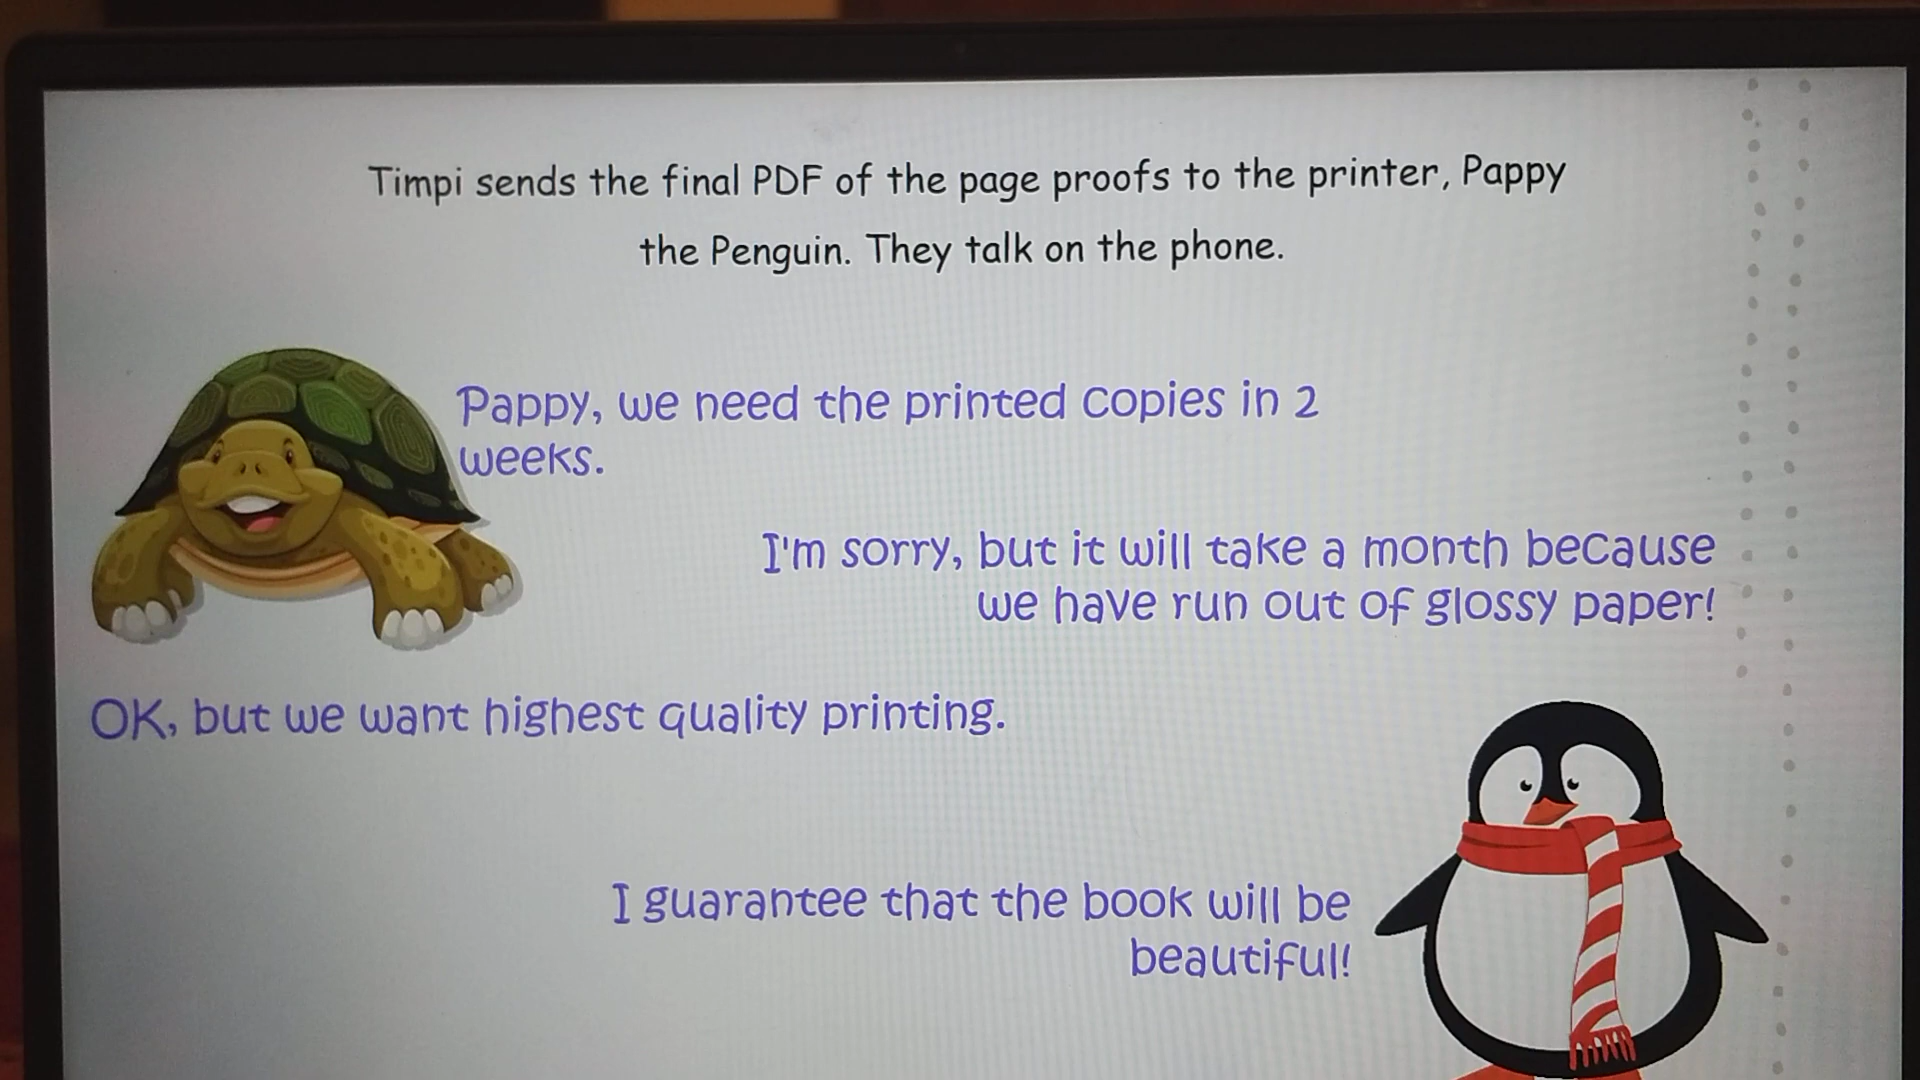 Timpi sends the final PDF of the page proofs to the printer, Pappy
the Penguin. They talk on the phone.
Pappy, we need the printed copies in 2
weeks.
I'm sorry, but it will take a month because
we have run out of glossy paper!
OK, but we want highest quality printing.
I guarantee that the book will be
beautiful!